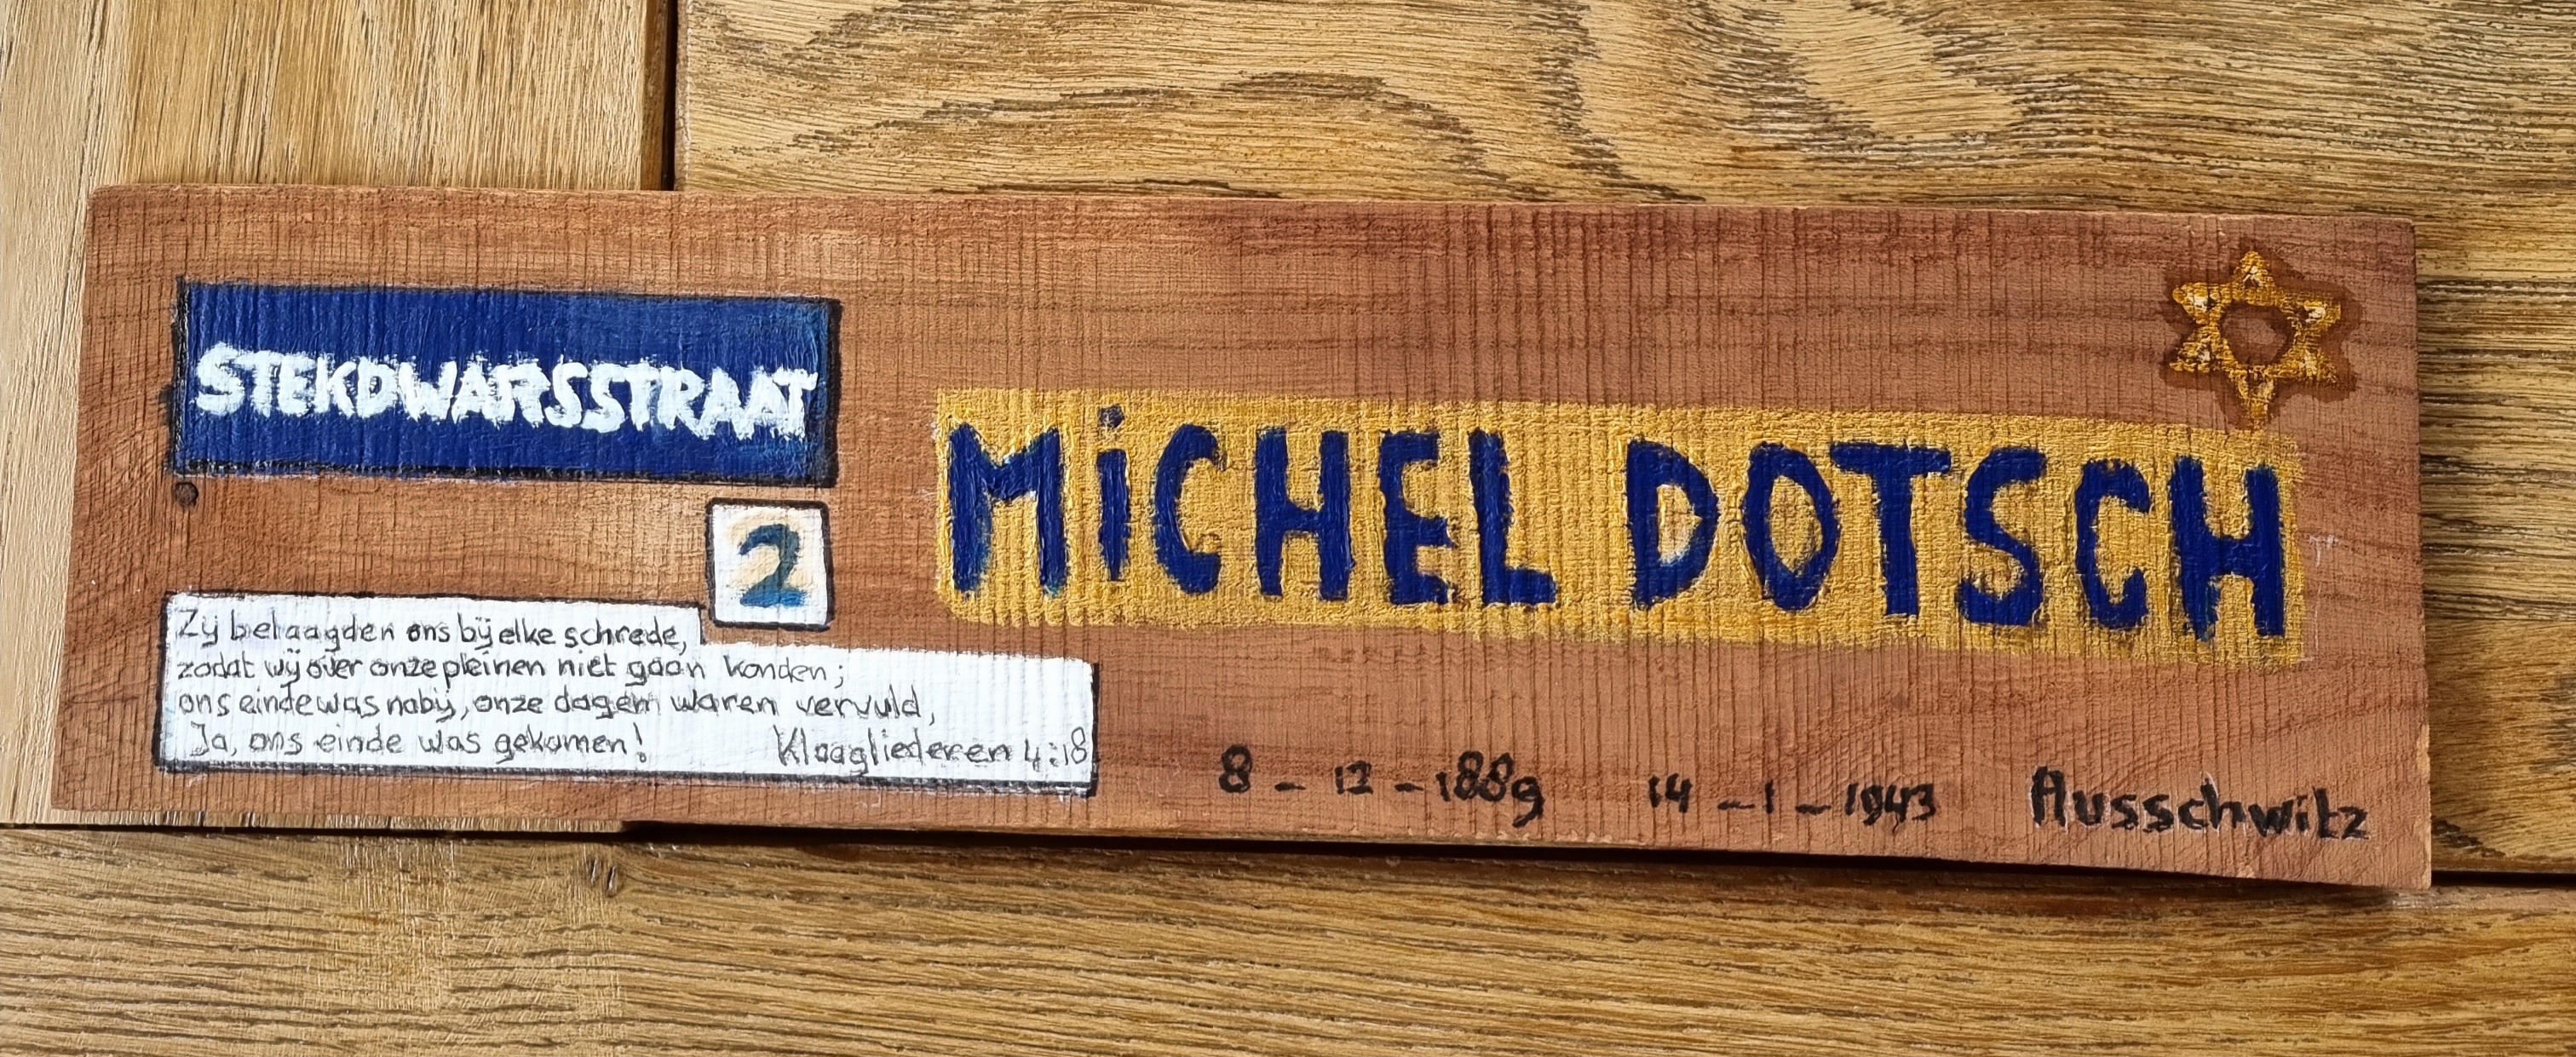 STEKDWARSSTRAAT
2
Zij belaagden ons bij elke schrede,
zodat wij over onze pleinen niet gaan konden;
ons einde was nabij, onze dagen waren vervuld,
Ja, ons einde was gekomen! Klaagliederen 4:18
MiCHEL DOTSCH
8 - 12 - 1889 14 - 1 - 1943 Ausschwitz